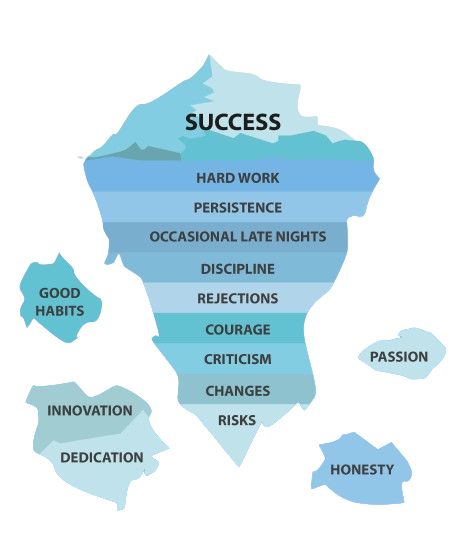 SUCCESS
HARD WORK
PERSISTENCE
OCCASIONAL LATE NIGHTS
DISCIPLINE
REJECTIONS
COURAGE
CRITICISM
CHANGES
RISKS
GOOD
HABITS
INNOVATION
DEDICATION
PASSION
HONESTY